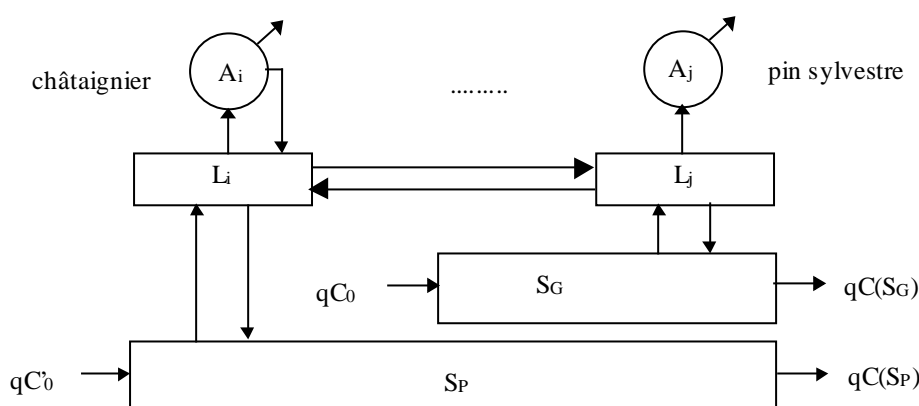 châtaignier
Ai
.........
Aj
pin sylvestre
Li
Lj
qC0
SG
qC(SG)
qC'0
SP
qC(SP)